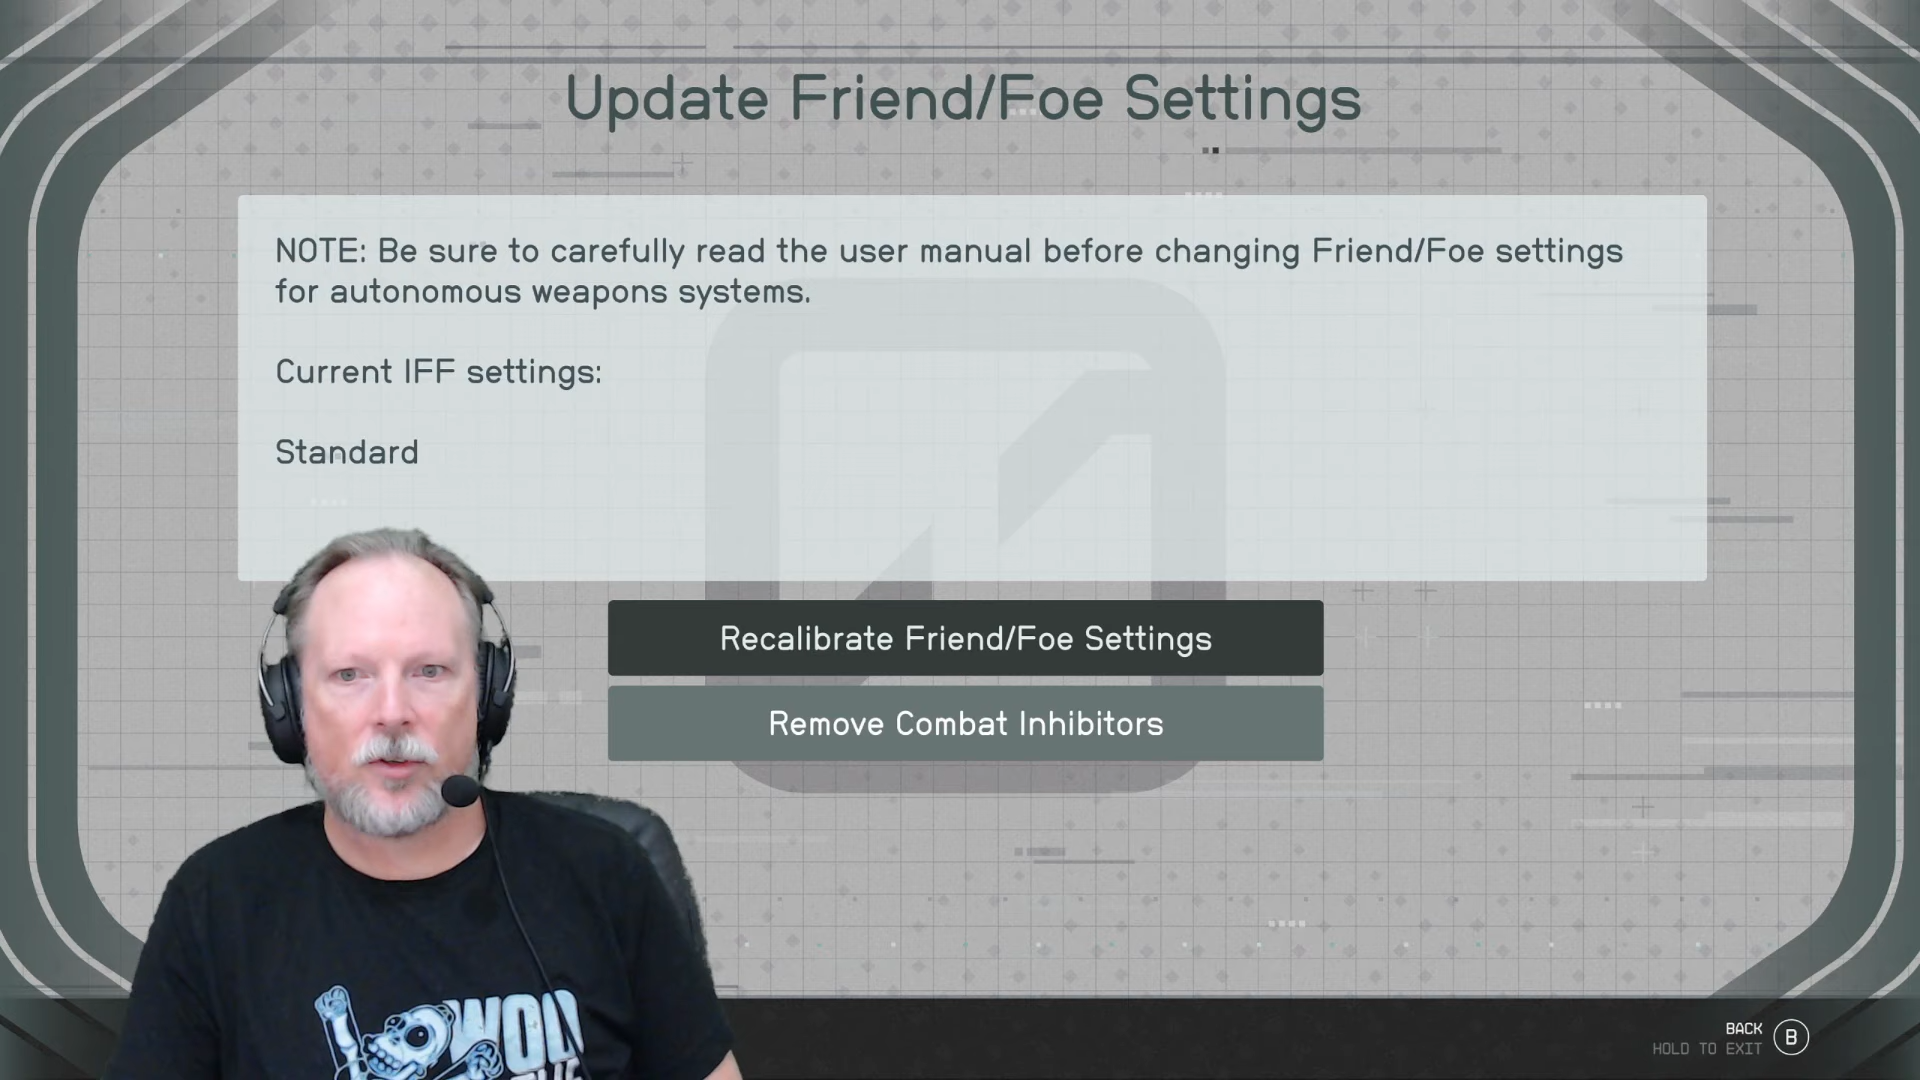 Update Friend/Foe Settings
NOTE: Be sure to carefully read the user manual before changing Friend/Foe settings
for autonomous weapons systems.
Current IFF settings:
Standard
Recalibrate Friend/Foe Settings
Remove Combat Inhibitors
BACK
HOLD TO EXIT
B